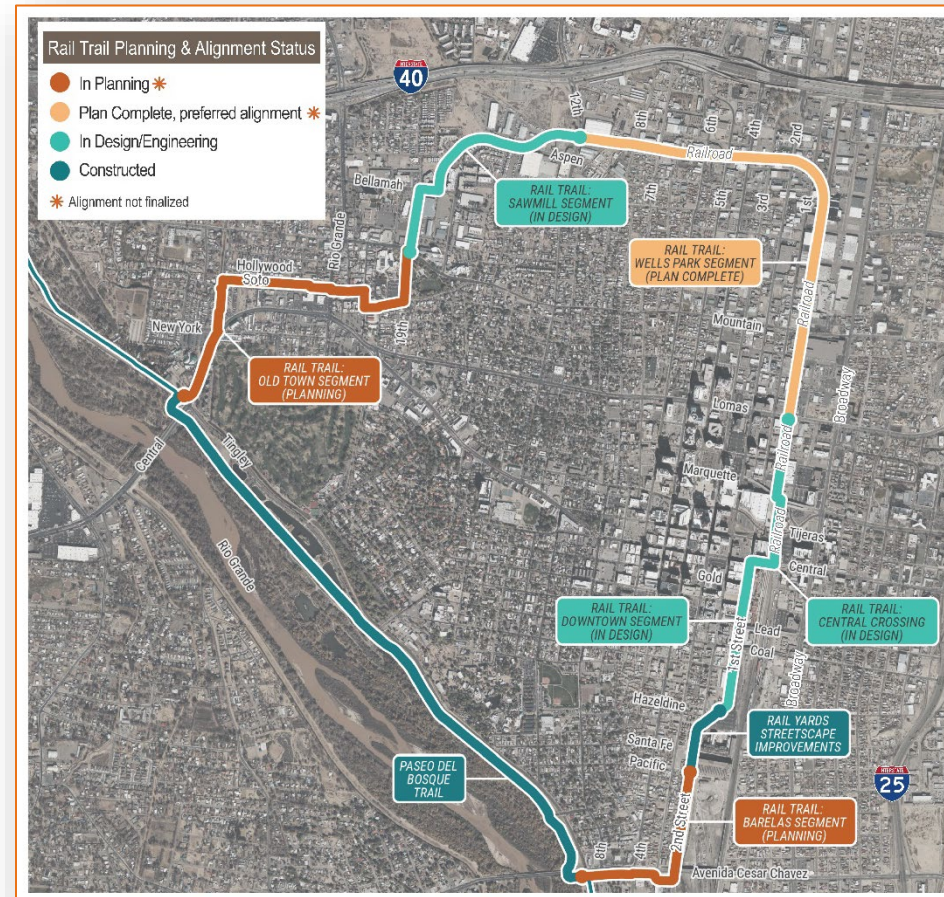 Rail Trail Planning & Alignment Status
In Planning *
Plan Complete, preferred alignment *
In Design/Engineering
Constructed
* Alignment not finalized
INTERSTATE
40
12th
8th
6th
4th
2nd
Aspen
Railroad
Bellamah
7th
5th
3rd
1st
RAIL TRAIL:
SAWMILL SEGMENT
(IN DESIGN)
Rio Grande
RAIL TRAIL:
WELLS PARK SEGMENT
(PLAN COMPLETE)
Hollywood
Soto
Railroad
19th
New York
Mountain
RAIL TRAIL:
OLD TOWN SEGMENT
(PLANNING)
Lomas
Broadway
Railroad
Central
Tingley
Marquette
Railroad
Tijeras
Rio Grande
Gold
Central
RAIL TRAIL:
DOWNTOWN SEGMENT
(IN DESIGN)
RAIL TRAIL:
CENTRAL CROSSING
(IN DESIGN)
1st Street
Lead
Coal
Broadway
Hazeldine
RAIL YARDS
STREETSCAPE
IMPROVEMENTS
Santa Fe
Pacific
PASEO DEL
BOSQUE
TRAIL
INTERSTATE
25
2nd Street
RAIL TRAIL:
BARELAS SEGMENT
(PLANNING)
8th
4th
Avenida Cesar Chavez